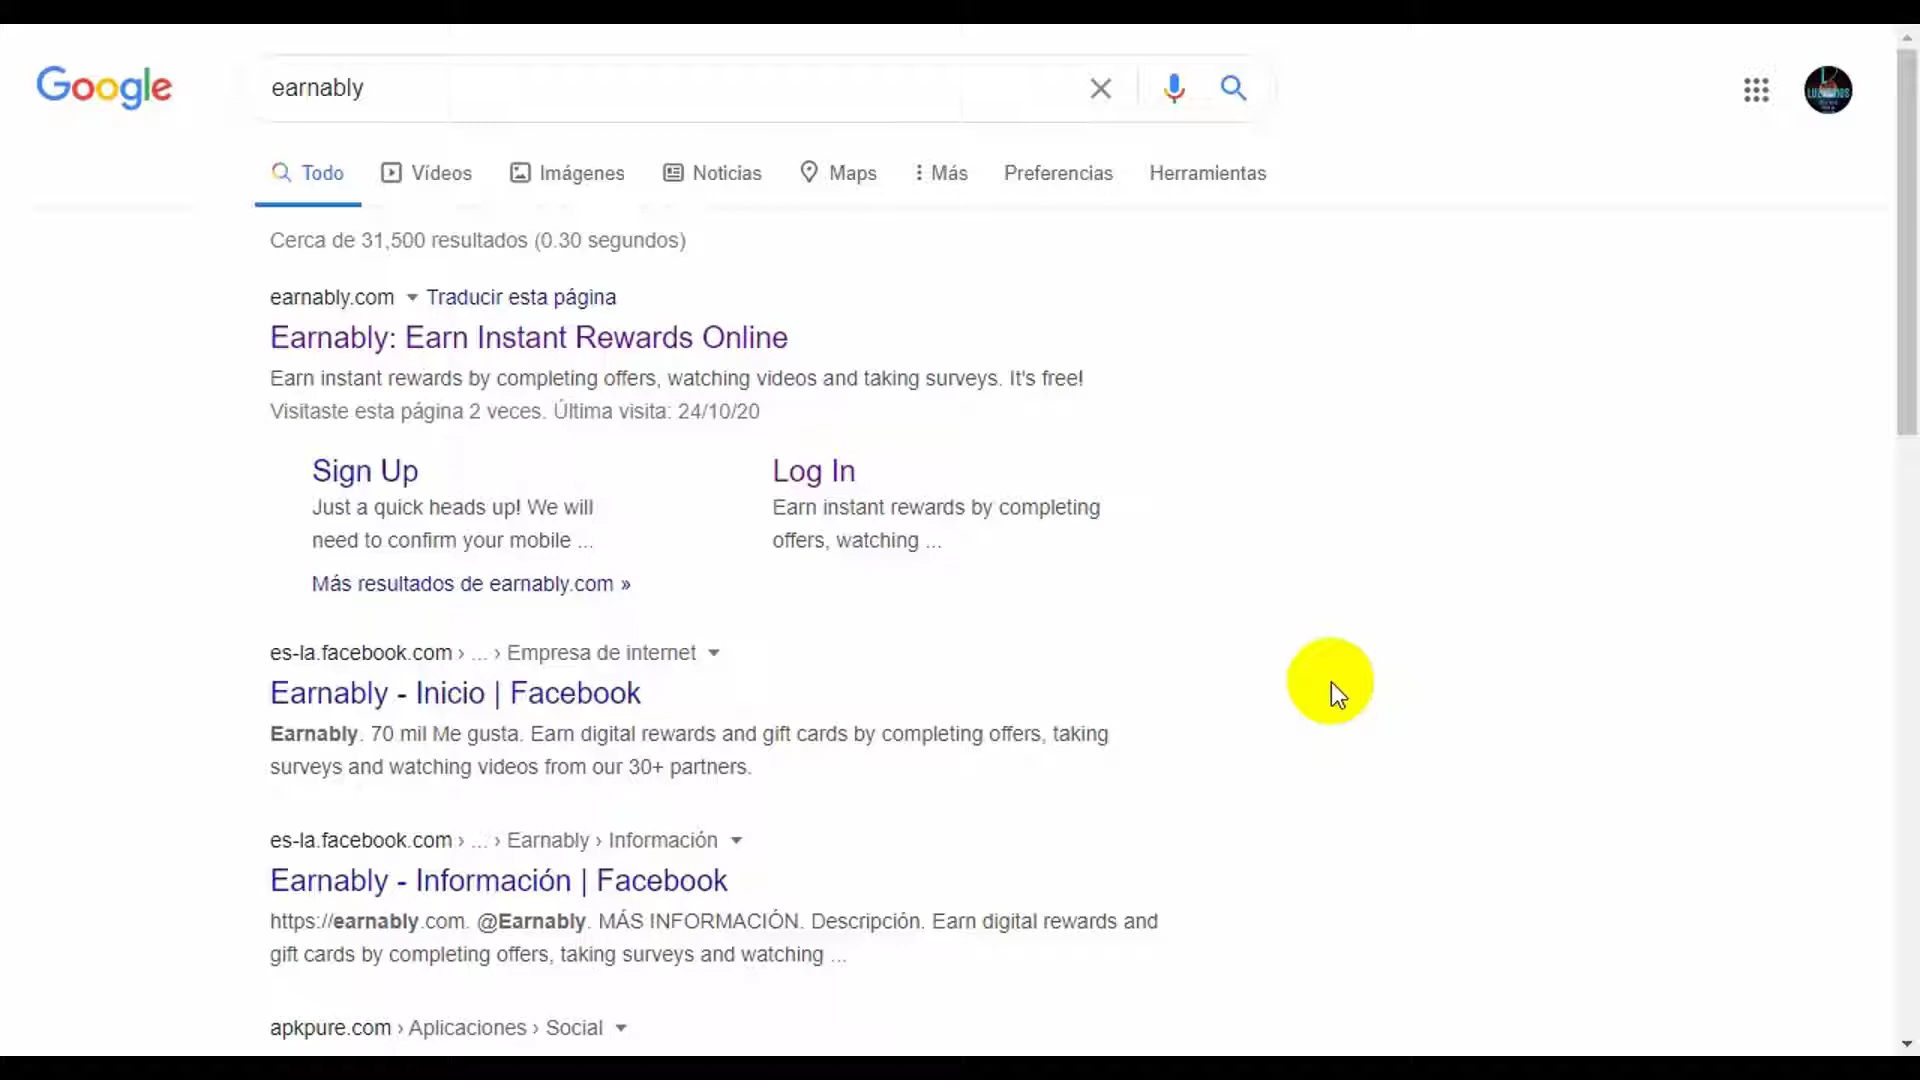 Google
earnably
Todo Vídeos Imágenes Noticias Maps Más Preferencias Herramientas
Cerca de 31,500 resultados (0.30 segundos)
earnably.com Traducir esta página
Earnably: Earn Instant Rewards Online
Earn instant rewards by completing offers, watching videos and taking surveys. It's free!
Visitaste esta página 2 veces. Última visita: 24/10/20
Sign Up
Just a quick heads up! We will
need to confirm your mobile ...
Log In
Earn instant rewards by completing
offers, watching ...
Más resultados de earnably.com »
es-la.facebook.com › ... › Empresa de internet
Earnably - Inicio | Facebook
Earnably. 70 mil Me gusta. Earn digital rewards and gift cards by completing offers, taking
surveys and watching videos from our 30+ partners.
es-la.facebook.com › ... › Earnably › Información
Earnably - Información | Facebook
https://earnably.com. @Earnably. MÁS INFORMACIÓN. Descripción. Earn digital rewards and
gift cards by completing offers, taking surveys and watching ...
apkpure.com › Aplicaciones › Social